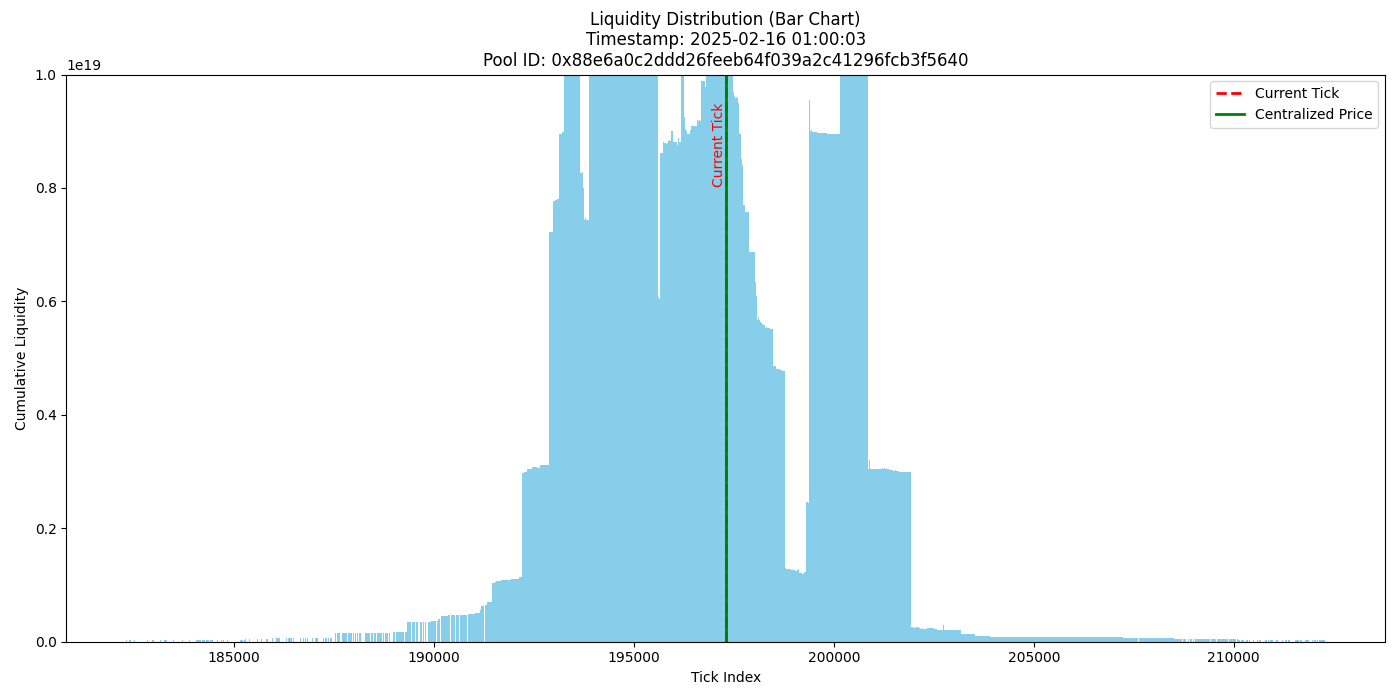 Liquidity Distribution (Bar Chart)
Timestamp: 2025-02-16 01:00:03
Pool ID: 0x88e6a0c2ddd26feeb64f039a2c41296fcb3f5640
1e19
1.0
0.8
0.6
0.4
0.2
0.0
Cumulative Liquidity
Current Tick
Current Tick
Centralized Price
185000
190000
195000
200000
205000
210000
Tick Index